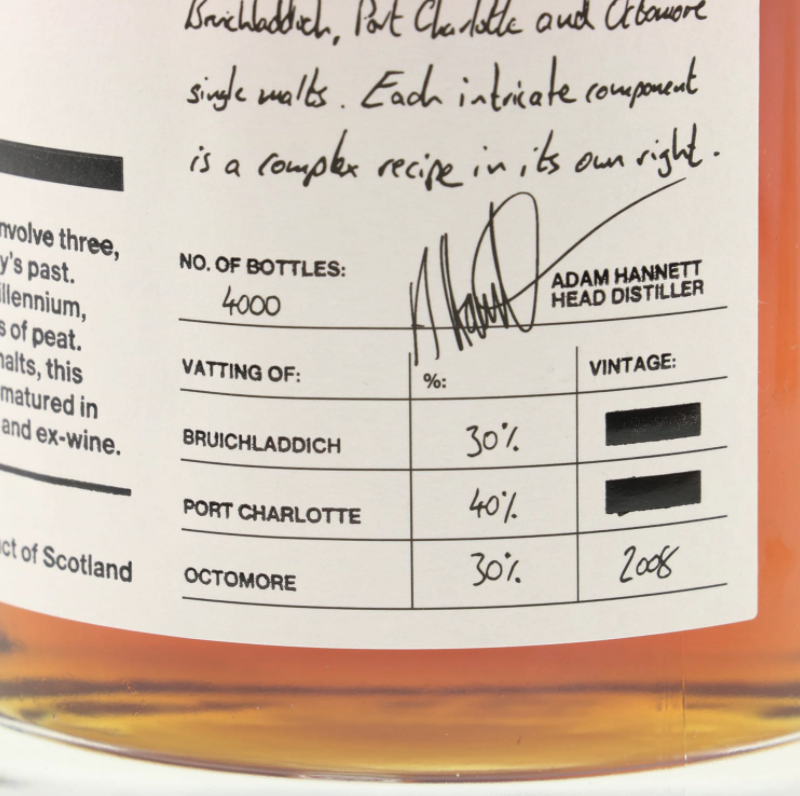 Bruichladdich, Port Charlotte and Octomore
single malts. Each intricate component
is a complex recipe in its own right.
nvolve three,
y's past.
illennium,
s of peat.
nalts, this
matured in
and ex-wine.
ct of Scotland
NO. OF BOTTLES:
4000
ADAM HANNETT
HEAD DISTILLER
VATTING OF: %: VINTAGE:
BRUICHLADDICH 30%
PORT CHARLOTTE 40%
OCTOMORE 30% 2008